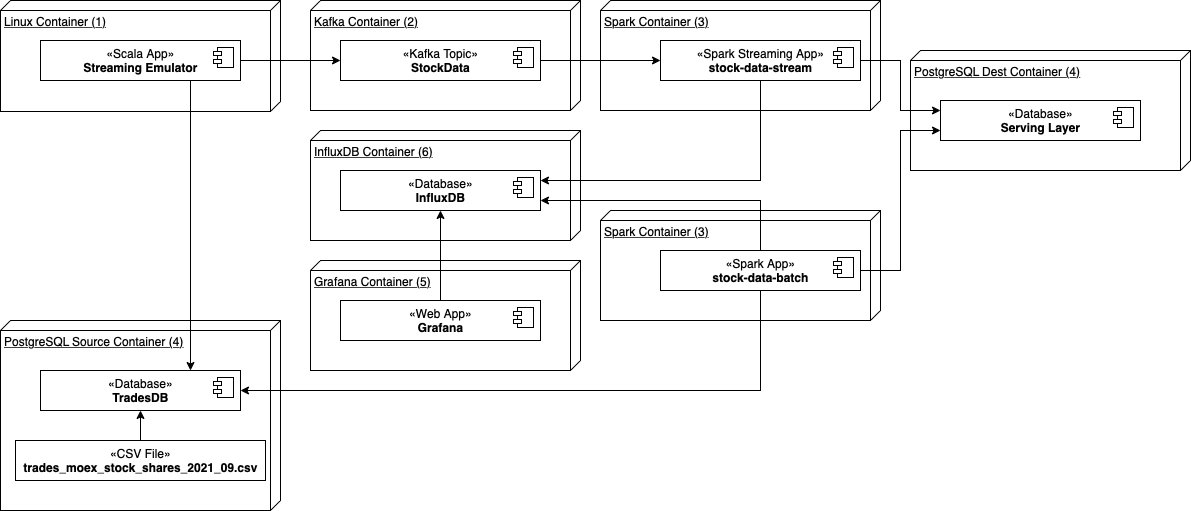 Linux Container (1)
«Scala App»
Streaming Emulator
Kafka Container (2)
«Kafka Topic»
StockData
Spark Container (3)
«Spark Streaming App»
stock-data-stream
PostgreSQL Dest Container (4)
«Database»
Serving Layer
InfluxDB Container (6)
«Database»
InfluxDB
Spark Container (3)
«Spark App»
stock-data-batch
Grafana Container (5)
«Web App»
Grafana
PostgreSQL Source Container (4)
«Database»
TradesDB
«CSV File»
trades_moex_stock_shares_2021_09.csv